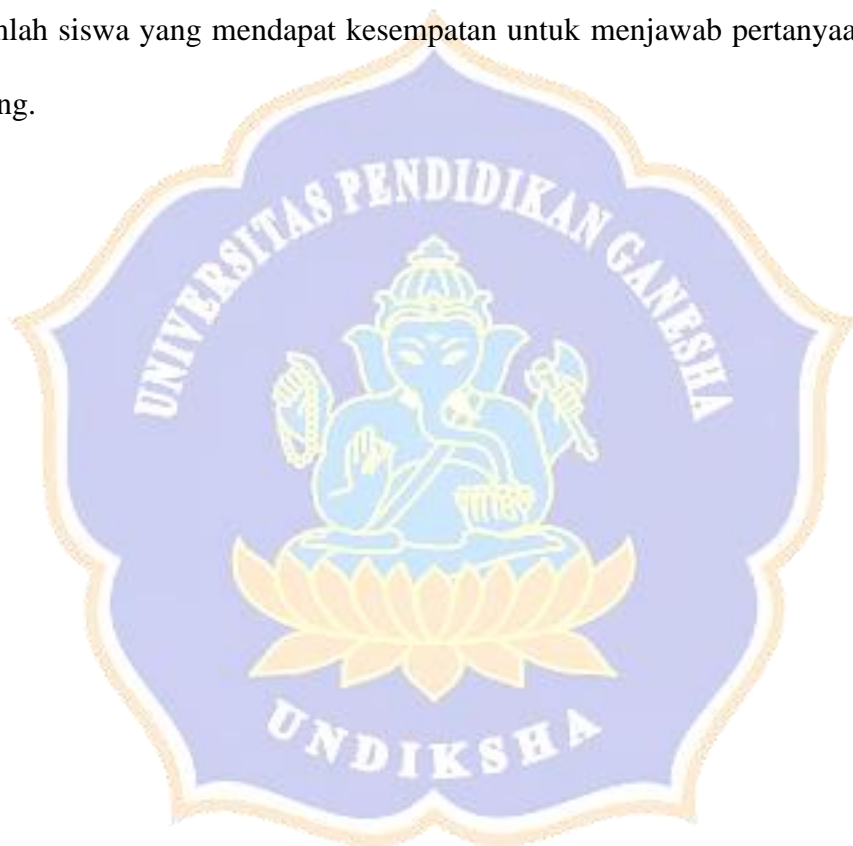 nlah siswa yang mendapat kesempatan untuk menjawab pertanyaa
ng.
UNIVERSITAS PENDIDIKAN GANESHA
UNDIKSHA